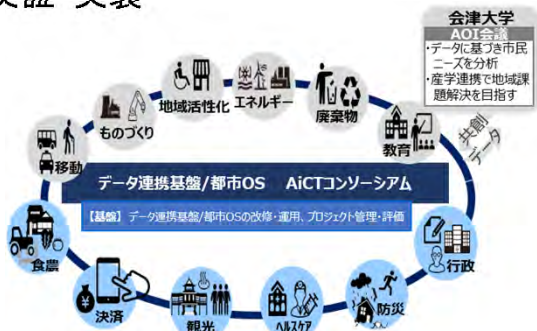 会津大学
AOI会議
・データに基づき市民
ニーズを分析
・産学連携で地域課
題解決を目指す
地域活性化
エネルギー
廃棄物
ものづくり
教育
共創
データ
移動
データ連携基盤/都市OS AiCTコンソーシアム
【基盤】データ連携基盤/都市OSの改修・運用、プロジェクト管理・評価
食農
行政
決済
観光
ヘルスケア
防災